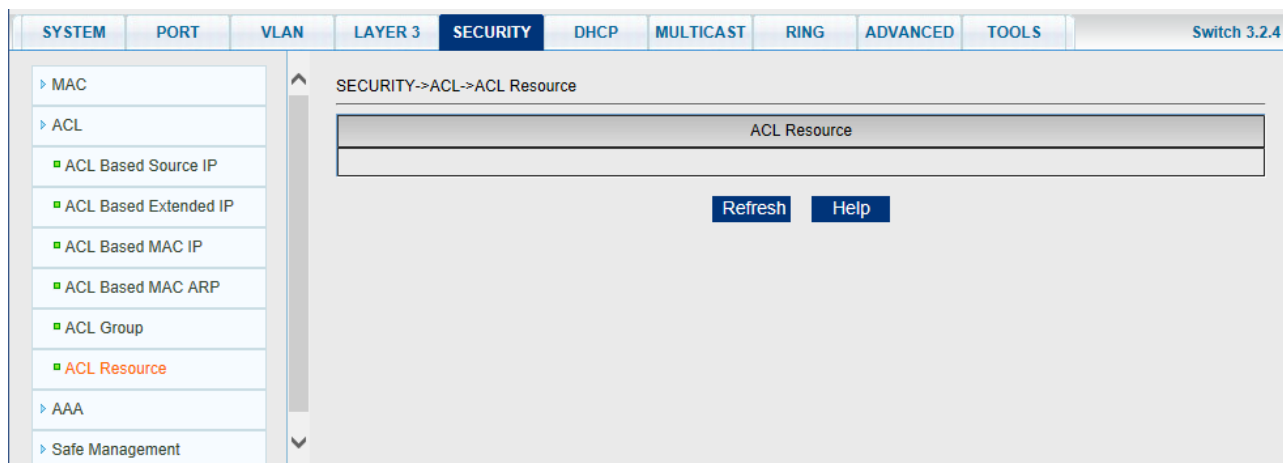 SYSTEM PORT VLAN LAYER 3 SECURITY DHCP MULTICAST RING ADVANCED TOOLS Switch 3.2.4
MAC
ACL
ACL Based Source IP
ACL Based Extended IP
ACL Based MAC IP
ACL Based MAC ARP
ACL Group
ACL Resource
AAA
Safe Management
SECURITY->ACL->ACL Resource
ACL Resource
Refresh Help